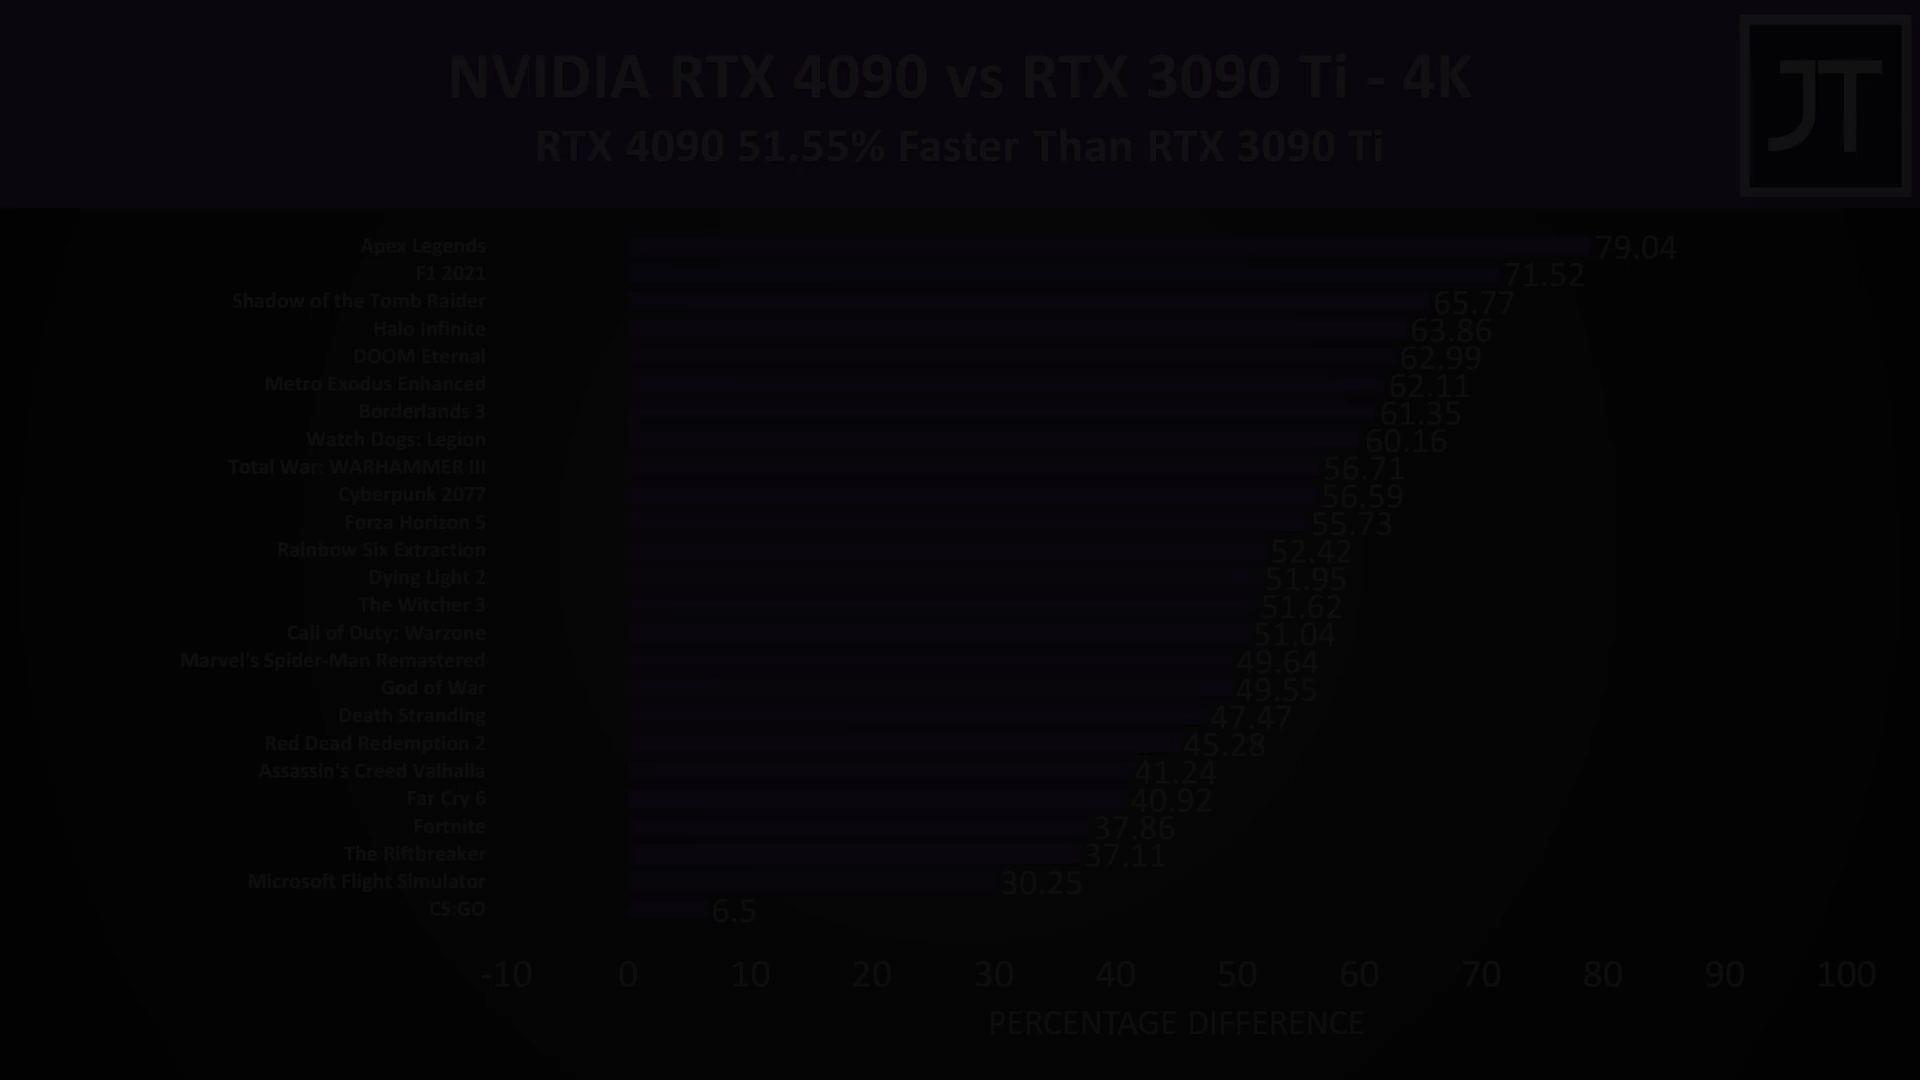 NVIDIA RTX 4090 vs RTX 3090 Ti - 4K
RTX 4090 51.55% Faster Than RTX 3090 Ti
JT
Apex Legends 79.04
F1 2021 71.52
Shadow of the Tomb Raider 65.77
Halo Infinite 63.86
DOOM Eternal 62.99
Metro Exodus Enhanced 62.11
Borderlands 3 61.35
Watch Dogs: Legion 60.16
Total War: WARHAMMER III 56.71
Cyberpunk 2077 56.59
Forza Horizon 5 55.73
Rainbow Six Extraction 52.42
Dying Light 2 51.95
The Witcher 3 51.62
Call of Duty: Warzone 51.04
Marvel's Spider-Man Remastered 49.64
God of War 49.55
Death Stranding 47.47
Red Dead Redemption 2 45.28
Assassin's Creed Valhalla 41.24
Far Cry 6 40.92
Fortnite 37.86
The Riftbreaker 37.11
Microsoft Flight Simulator 30.25
CS:GO 6.5
-10 0 10 20 30 40 50 60 70 80 90 100
PERCENTAGE DIFFERENCE